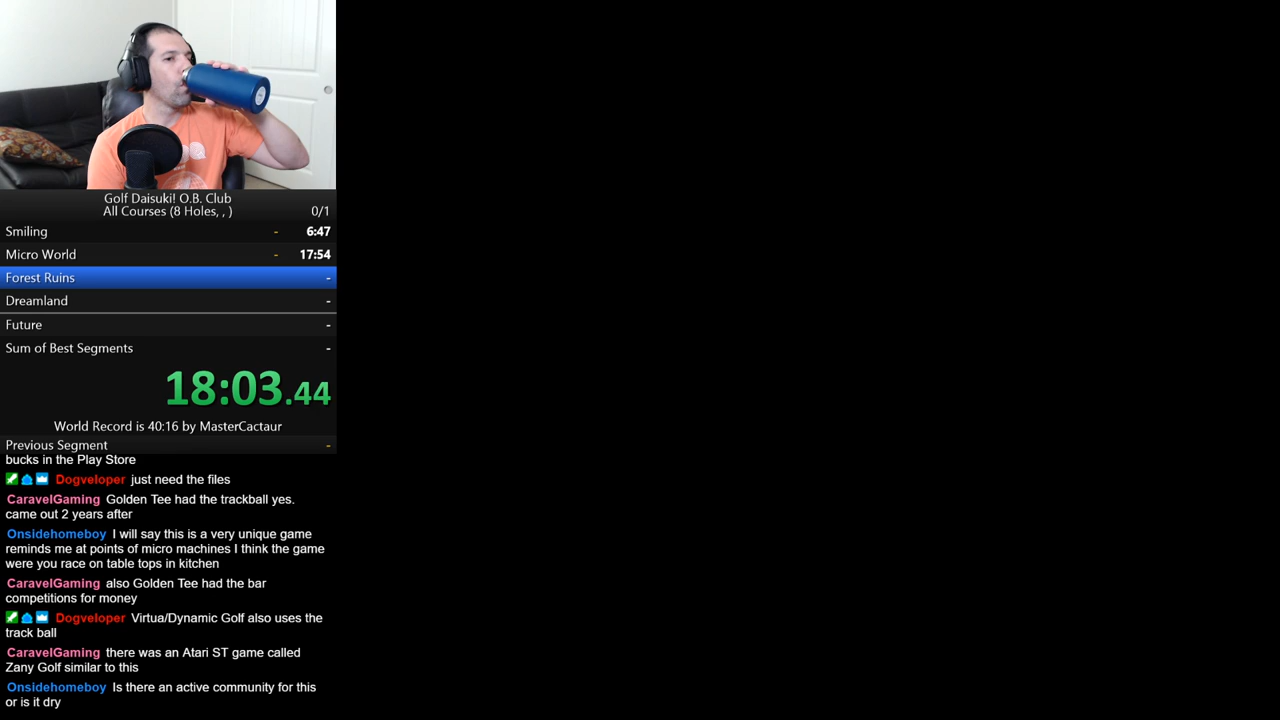 Golf Daisuki! O.B. Club
All Courses (8 Holes, , ) 0/1
Smiling - 6:47
Micro World - 17:54
Forest Ruins -
Dreamland -
Future -
Sum of Best Segments -
18:03.44
World Record is 40:16 by MasterCactaur
Previous Segment -
bucks in the Play Store
Dogveloper just need the files
CaravelGaming Golden Tee had the trackball yes.
came out 2 years after
Onsidehomeboy I will say this is a very unique game
reminds me at points of micro machines I think the game
were you race on table tops in kitchen
CaravelGaming also Golden Tee had the bar
competitions for money
Dogveloper Virtua/Dynamic Golf also uses the
track ball
CaravelGaming there was an Atari ST game called
Zany Golf similar to this
Onsidehomeboy Is there an active community for this
or is it dry